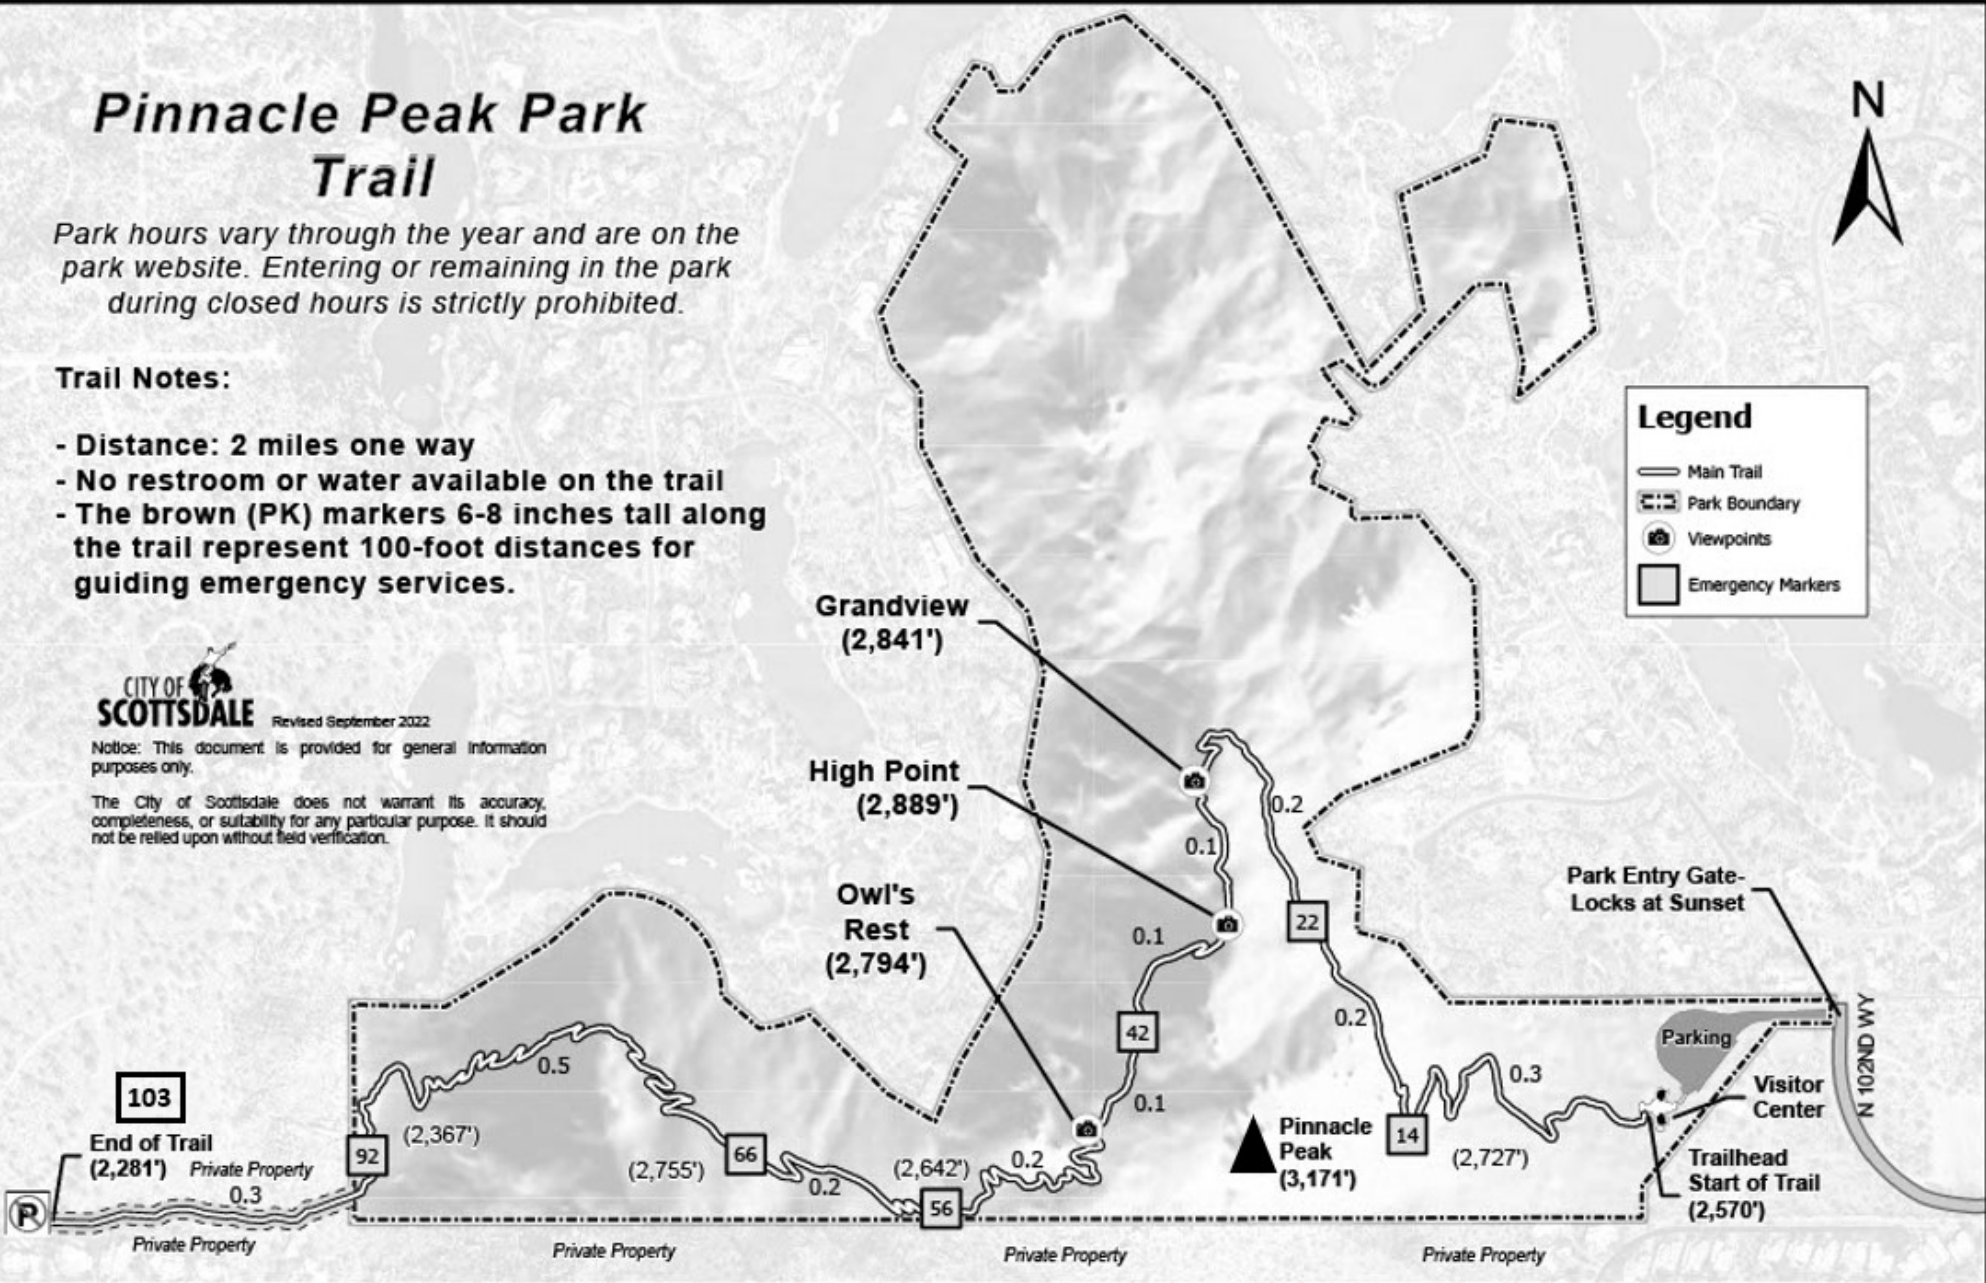 Pinnacle Peak Park
Trail
Park hours vary through the year and are on the
park website. Entering or remaining in the park
during closed hours is strictly prohibited.
Trail Notes:
- Distance: 2 miles one way
- No restroom or water available on the trail
- The brown (PK) markers 6-8 inches tall along
the trail represent 100-foot distances for
guiding emergency services.
CITY OF
SCOTTSDALE
Revised September 2022
Notice: This document is provided for general information
purposes only.
The City of Scottsdale does not warrant its accuracy,
completeness, or suitability for any particular purpose. It should
not be relied upon without field verification.
N
Legend
Main Trail
Park Boundary
Viewpoints
Emergency Markers
Grandview
(2,841')
High Point
(2,889')
Owl's
Rest
(2,794')
0.2
0.1
22
0.1
42
0.2
0.1
Park Entry Gate-
Locks at Sunset
Parking
N 102ND WY
Visitor
Center
Trailhead
Start of Trail
(2,570')
0.3
14
(2,727')
Pinnacle
Peak
(3,171')
0.2
(2,642')
56
0.2
66
(2,755')
0.5
(2,367')
92
103
End of Trail
(2,281')
Private Property
0.3
P
Private Property
Private Property
Private Property
Private Property